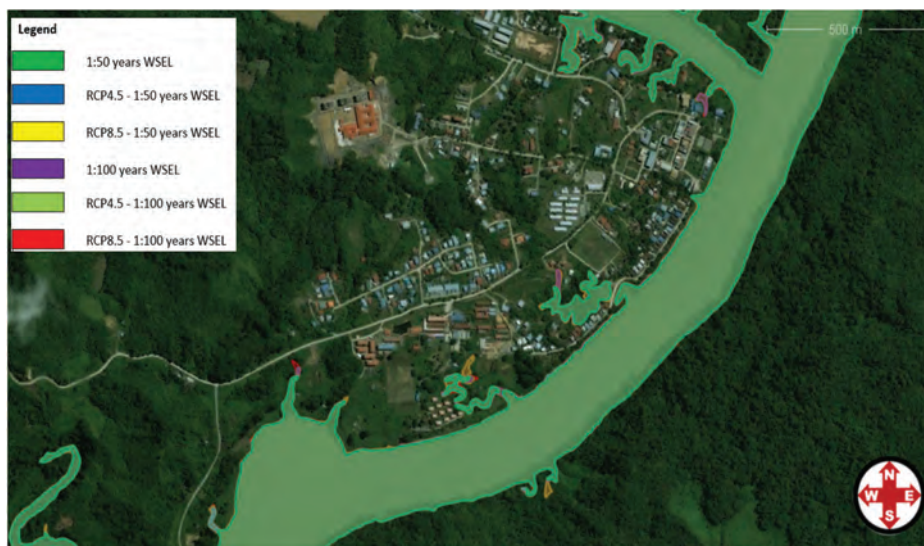 Legend
1:50 years WSEL
RCP4.5 - 1:50 years WSEL
RCP8.5 - 1:50 years WSEL
1:100 years WSEL
RCP4.5 - 1:100 years WSEL
RCP8.5 - 1:100 years WSEL
500 m
N
W E
S